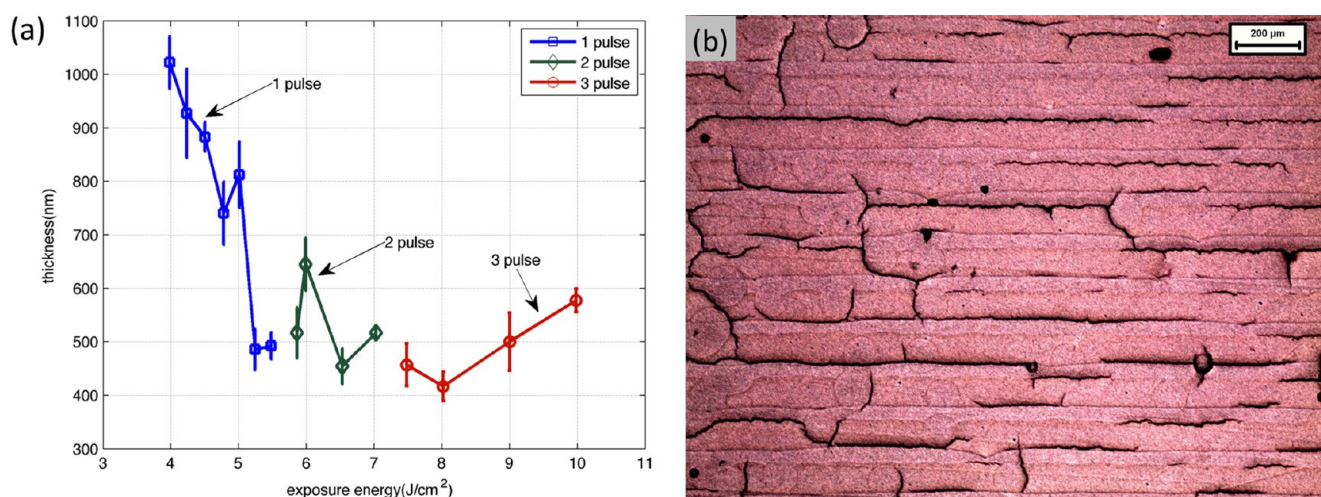 (a)
1100
1000
900
800
700
600
500
400
300
thickness(nm)
3 4 5 6 7 8 9 10 11
exposure energy(J/cm²)
1 pulse
2 pulse
3 pulse
1 pulse
2 pulse
3 pulse
(b)
200 µm